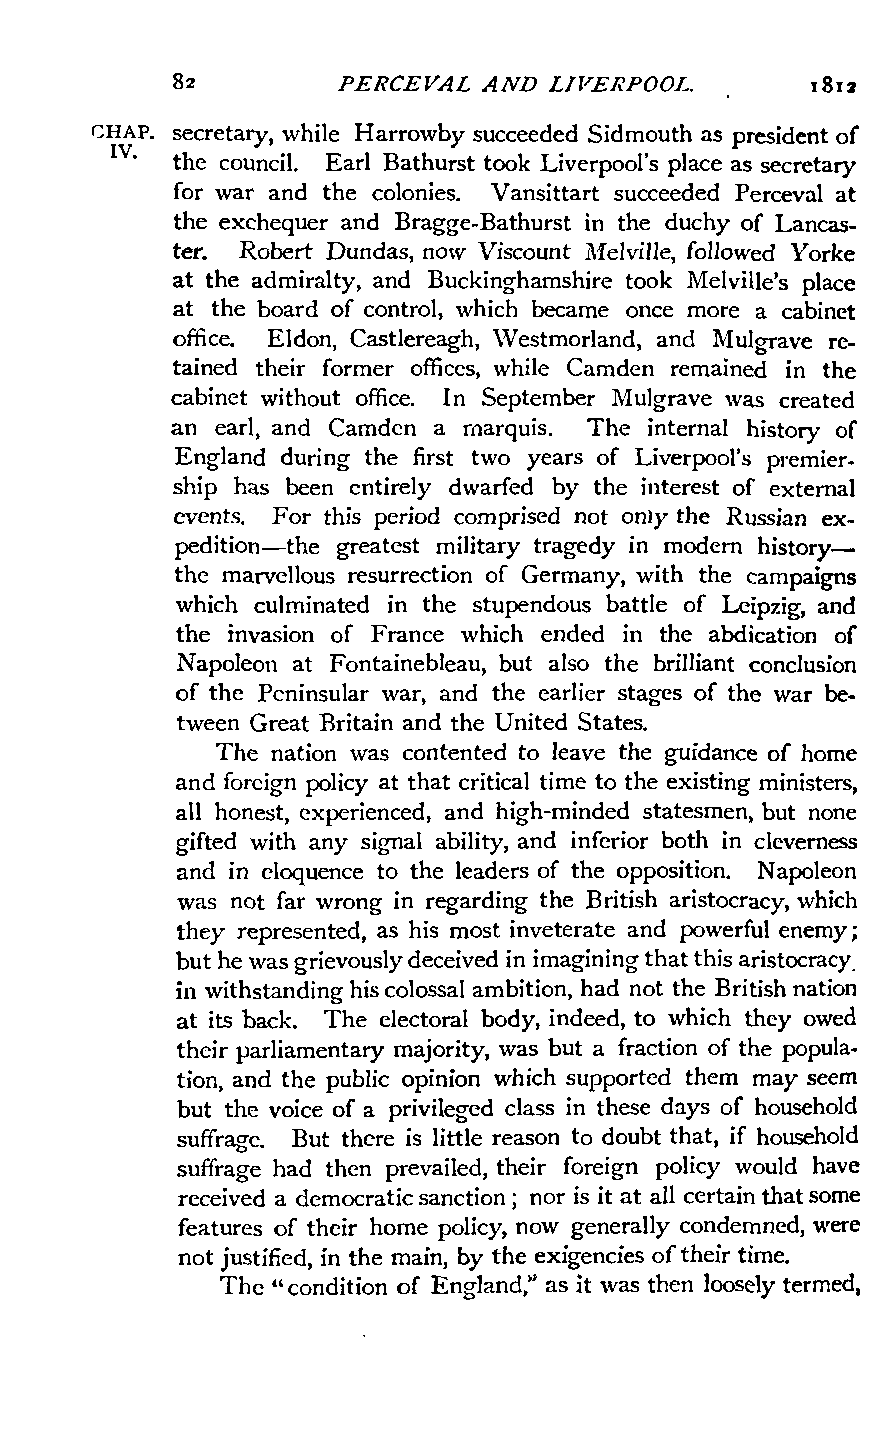 82 PERCEVAL AND LIVERPOOL. 1812
CHAP. secretary, while Harrowby succeeded Sidmouth as president of
IV. the council. Earl Bathurst took Liverpool's place as secretary
for war and the colonies. Vansittart succeeded Perceval at
the exchequer and Bragge-Bathurst in the duchy of Lancas-
ter. Robert Dundas, now Viscount Melville, followed Yorke
at the admiralty, and Buckinghamshire took Melville's place
at the board of control, which became once more a cabinet
office. Eldon, Castlereagh, Westmorland, and Mulgrave re-
tained their former offices, while Camden remained in the
cabinet without office. In September Mulgrave was created
an earl, and Camden a marquis. The internal history of
England during the first two years of Liverpool's premier-
ship has been entirely dwarfed by the interest of external
events. For this period comprised not only the Russian ex-
pedition—the greatest military tragedy in modern history—
the marvellous resurrection of Germany, with the campaigns
which culminated in the stupendous battle of Leipzig, and
the invasion of France which ended in the abdication of
Napoleon at Fontainebleau, but also the brilliant conclusion
of the Peninsular war, and the earlier stages of the war be-
tween Great Britain and the United States.
The nation was contented to leave the guidance of home
and foreign policy at that critical time to the existing ministers,
all honest, experienced, and high-minded statesmen, but none
gifted with any signal ability, and inferior both in cleverness
and in eloquence to the leaders of the opposition. Napoleon
was not far wrong in regarding the British aristocracy, which
they represented, as his most inveterate and powerful enemy;
but he was grievously deceived in imagining that this aristocracy.
in withstanding his colossal ambition, had not the British nation
at its back. The electoral body, indeed, to which they owed
their parliamentary majority, was but a fraction of the popula-
tion, and the public opinion which supported them may seem
but the voice of a privileged class in these days of household
suffrage. But there is little reason to doubt that, if household
suffrage had then prevailed, their foreign policy would have
received a democratic sanction; nor is it at all certain that some
features of their home policy, now generally condemned, were
not justified, in the main, by the exigencies of their time.
The "condition of England," as it was then loosely termed,